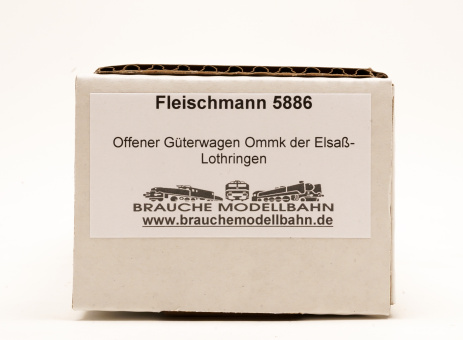 Fleischmann 5886
Offener Güterwagen Ommk der Elsaß-
Lothringen
BRAUCHE MODELLBAHN
www.brauchemodellbahn.de